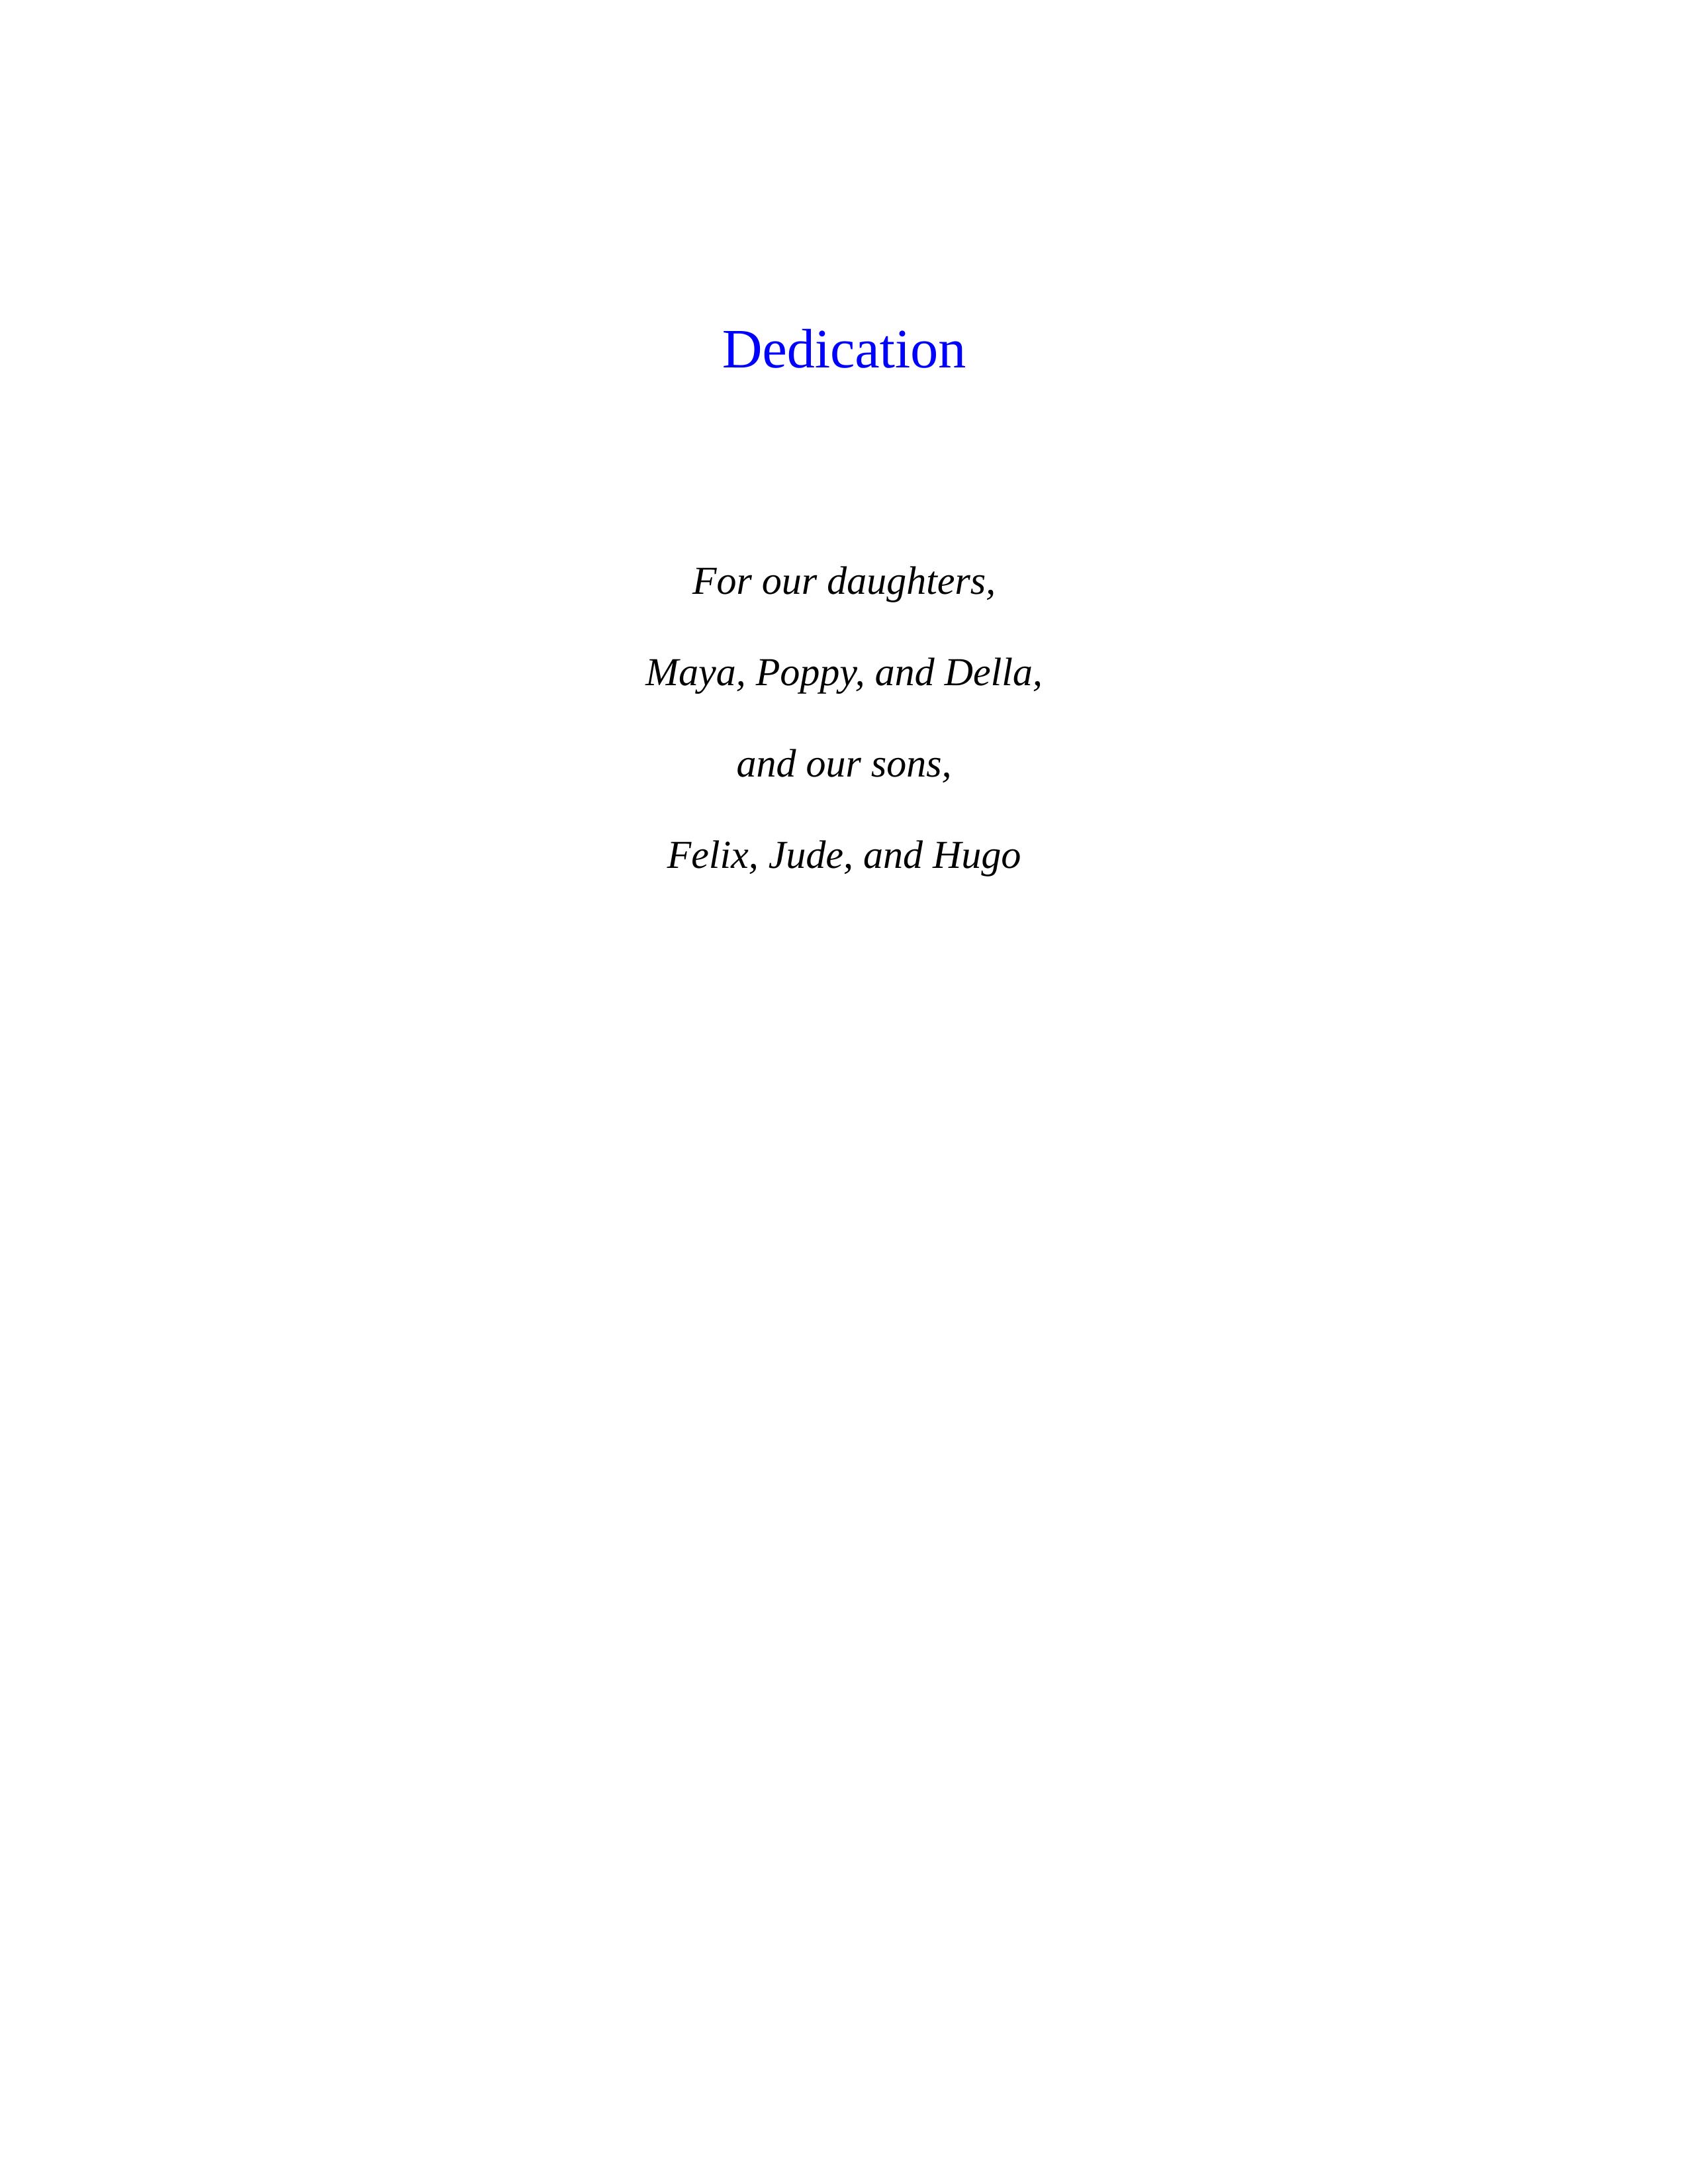 Dedication
For our daughters,
Maya, Poppy, and Della,
and our sons,
Felix, Jude, and Hugo